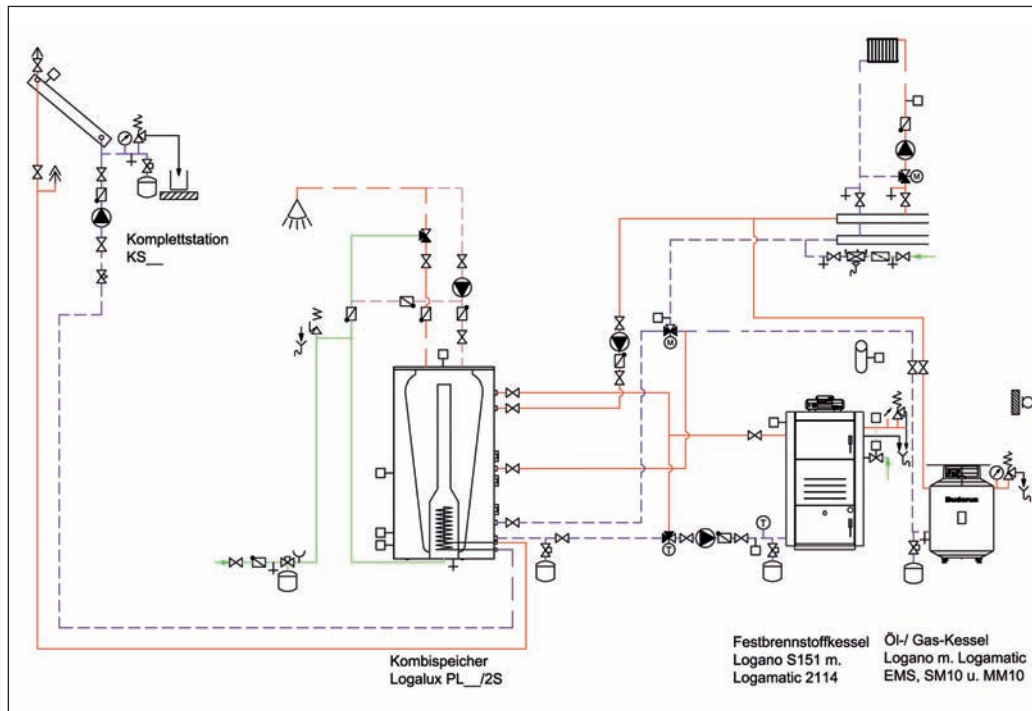 Komplettstation
KS__
M
M
T
T
Buderus
Kombispeicher
Logalux PL__/2S
Festbrennstoffkessel
Logano S151 m.
Logamatic 2114
Öl-/ Gas-Kessel
Logano m. Logamatic
EMS, SM10 u. MM10